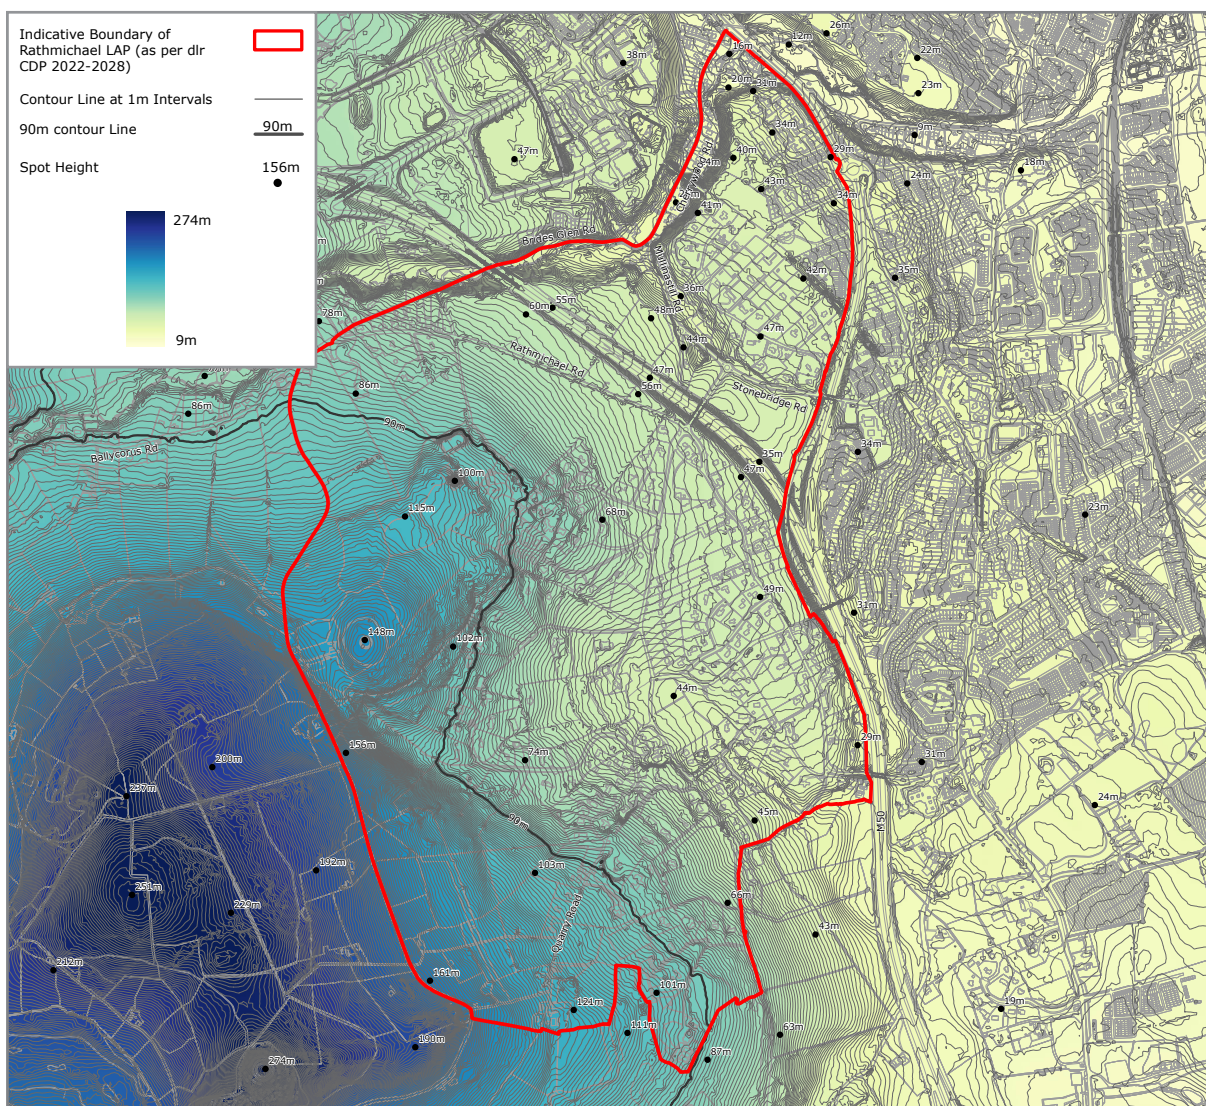 Indicative Boundary of
Rathmichael LAP (as per dlr
CDP 2022-2028)
Contour Line at 1m Intervals
90m contour Line
90m
Spot Height
156m
274m
9m
26m
12m
16m
38m
22m
20m
31m
23m
34m
9m
47m
40m
29m
18m
24m
43m
34m
41m
Brides Glen Rd
Mullinastill Rd
42m
35m
36m
55m
60m
48m
78m
47m
44m
Rathmichael Rd
47m
86m
56m
Stonebridge Rd
86m
90m
Ballycorus Rd
34m
35m
100m
47m
115m
68m
23m
49m
31m
148m
102m
44m
29m
156m
74m
31m
200m
237m
24m
45m
90m
M50
192m
103m
251m
66m
229m
Quarry Road
43m
212m
161m
101m
121m
19m
111m
63m
190m
87m
274m